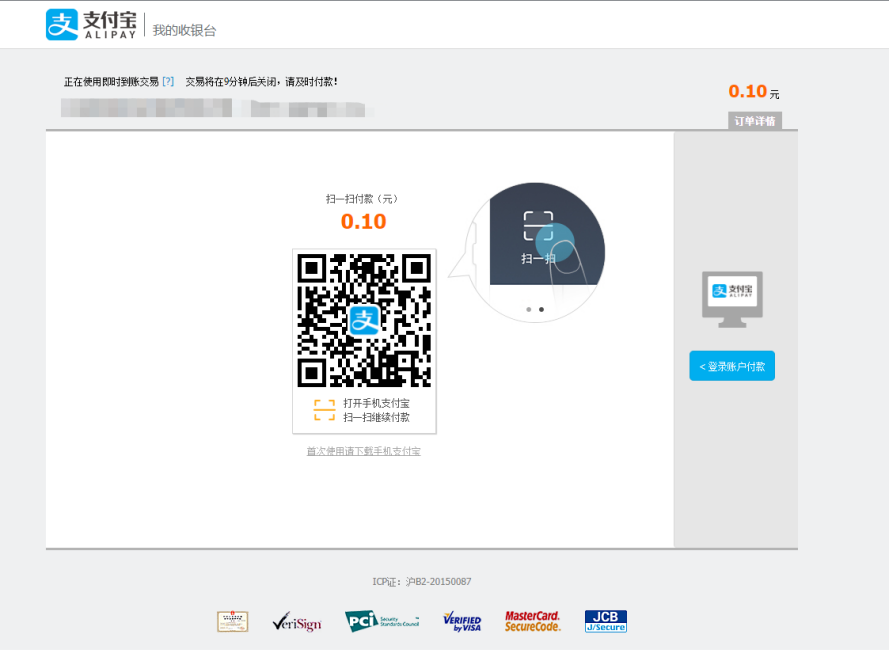 支付宝 ALIPAY 我的收银台
正在使用即时到账交易 [?] 交易将在9分钟后关闭，请及时付款！
0.10 元
订单详情
扫一扫付款（元）
0.10
扫一扫
支
打开手机支付宝
扫一扫继续付款
首次使用请下载手机支付宝
支付宝 ALIPAY
< 登录账户付款
ICP证：沪B2-20150087
VeriSign
PCI Security Standards Council
VERIFIED by VISA
MasterCard. SecureCode.
JCB J/Secure